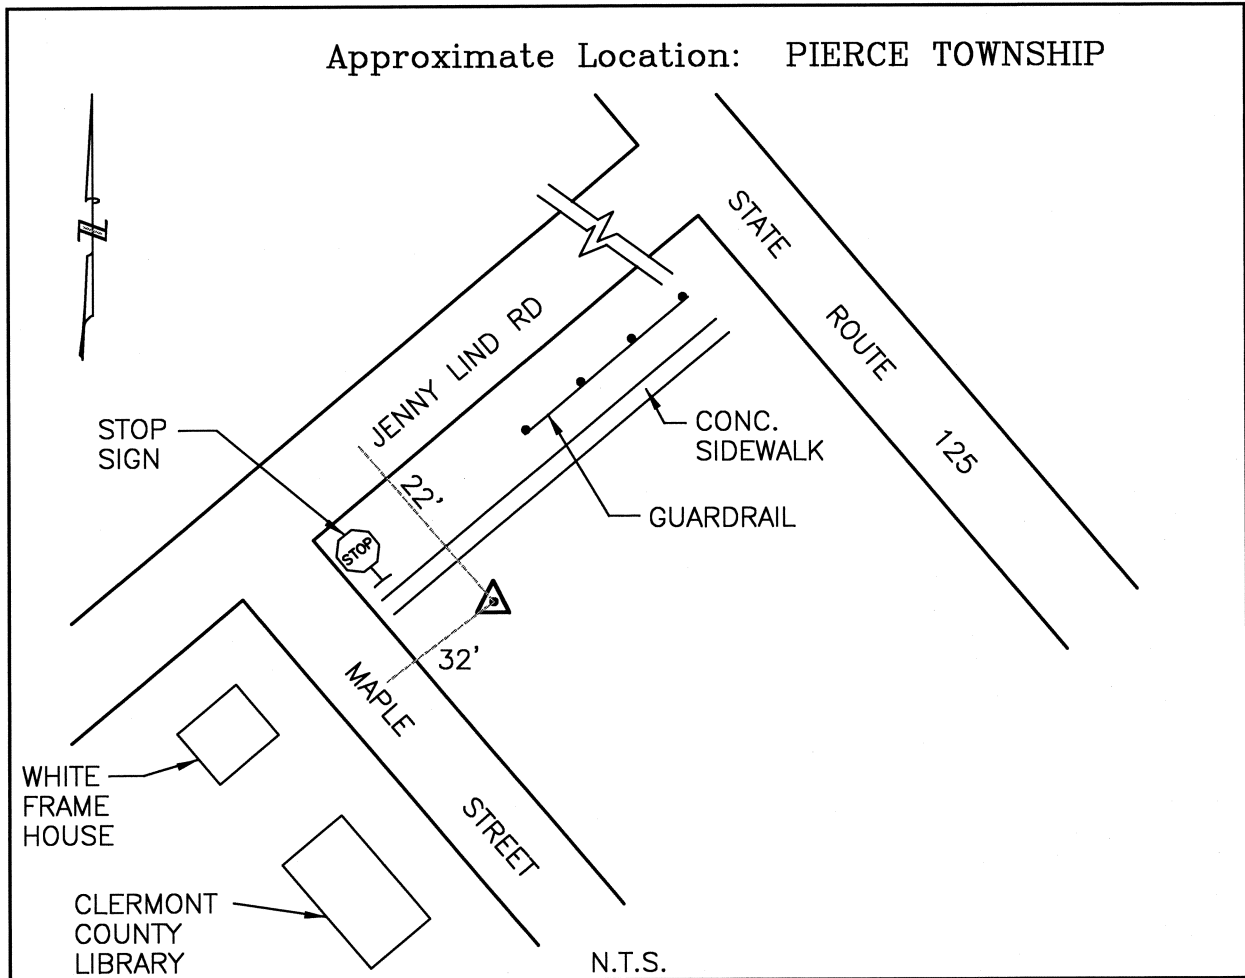 Approximate Location: PIERCE TOWNSHIP
N
STATE
ROUTE
125
JENNY LIND RD
STOP
SIGN
CONC.
SIDEWALK
22'
GUARDRAIL
STOP
32'
MAPLE
STREET
WHITE
FRAME
HOUSE
CLERMONT
COUNTY
LIBRARY
N.T.S.